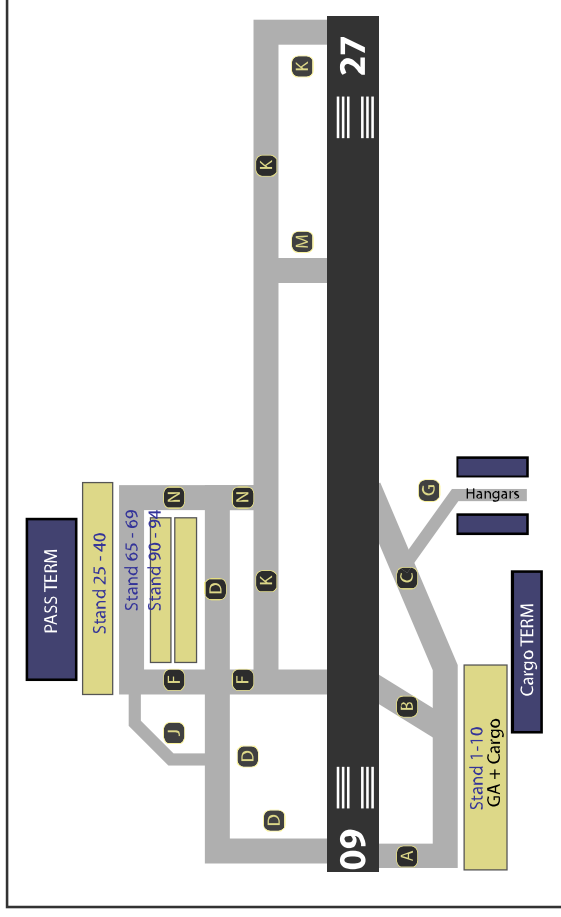 27
K
K
M
N
N
G
Hangars
PASS TERM
Stand 25 - 40
Stand 65 - 69
Stand 90 - 94
D
K
C
Cargo TERM
F
F
B
J
D
Stand 1-10
GA + Cargo
D
09
A